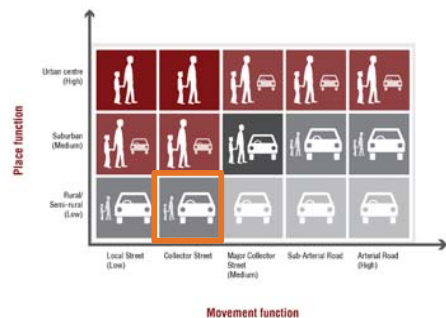 Place function
Urban centre
(High)
Suburban
(Medium)
Rural/
Semi-rural
(Low)
Local Street
(Low)
Collector Street
Major Collector
Street
(Medium)
Sub-Arterial Road
Arterial Road
(High)
Movement function